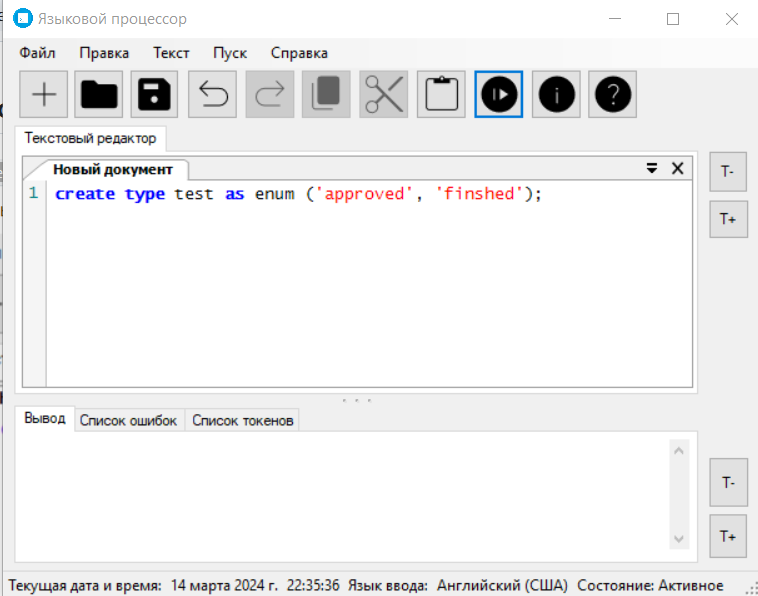 Языковой процессор
Файл Правка Текст Пуск Справка
Текстовый редактор
Новый документ
T-
1 create type test as enum ('approved', 'finshed');
T+
Вывод Список ошибок Список токенов
T-
T+
Текущая дата и время: 14 марта 2024 г. 22:35:36 Язык ввода: Английский (США) Состояние: Активное